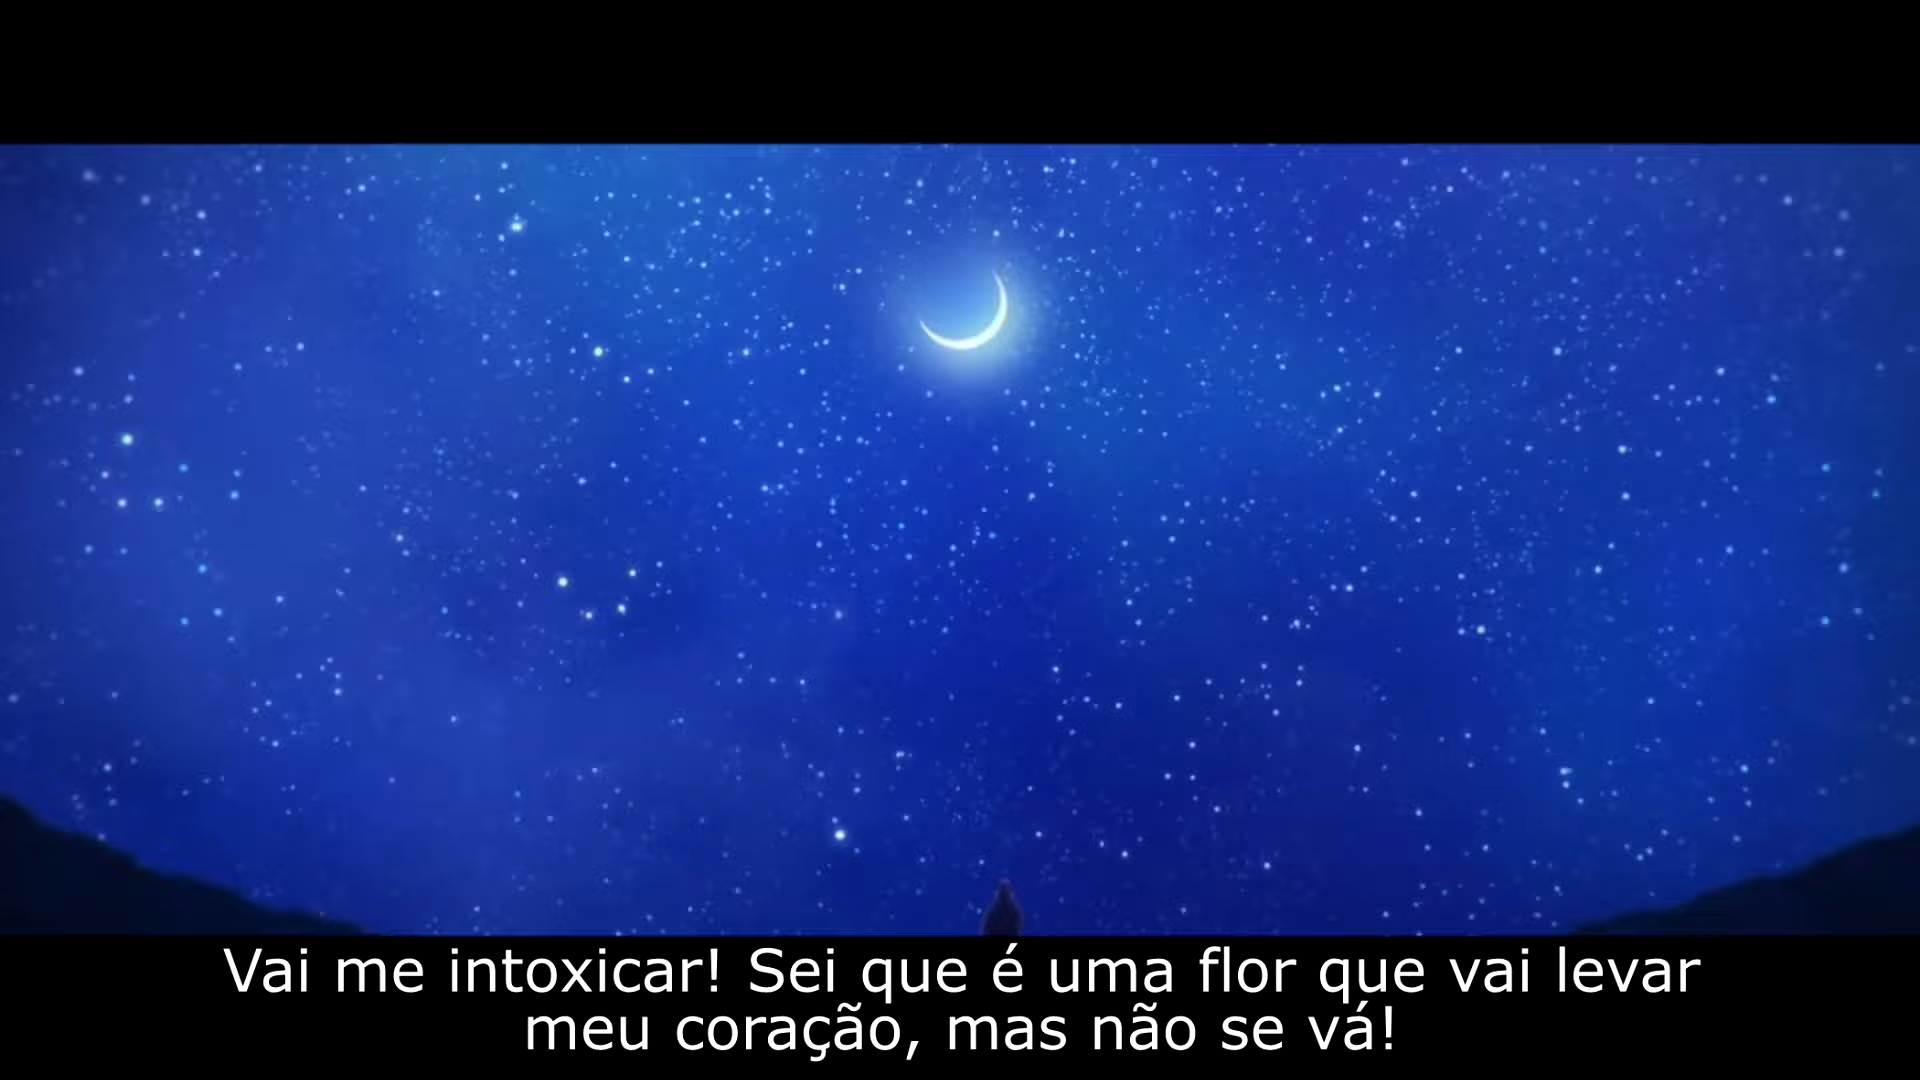 Vai me intoxicar! Sei que é uma flor que vai levar
meu coração, mas não se vá!